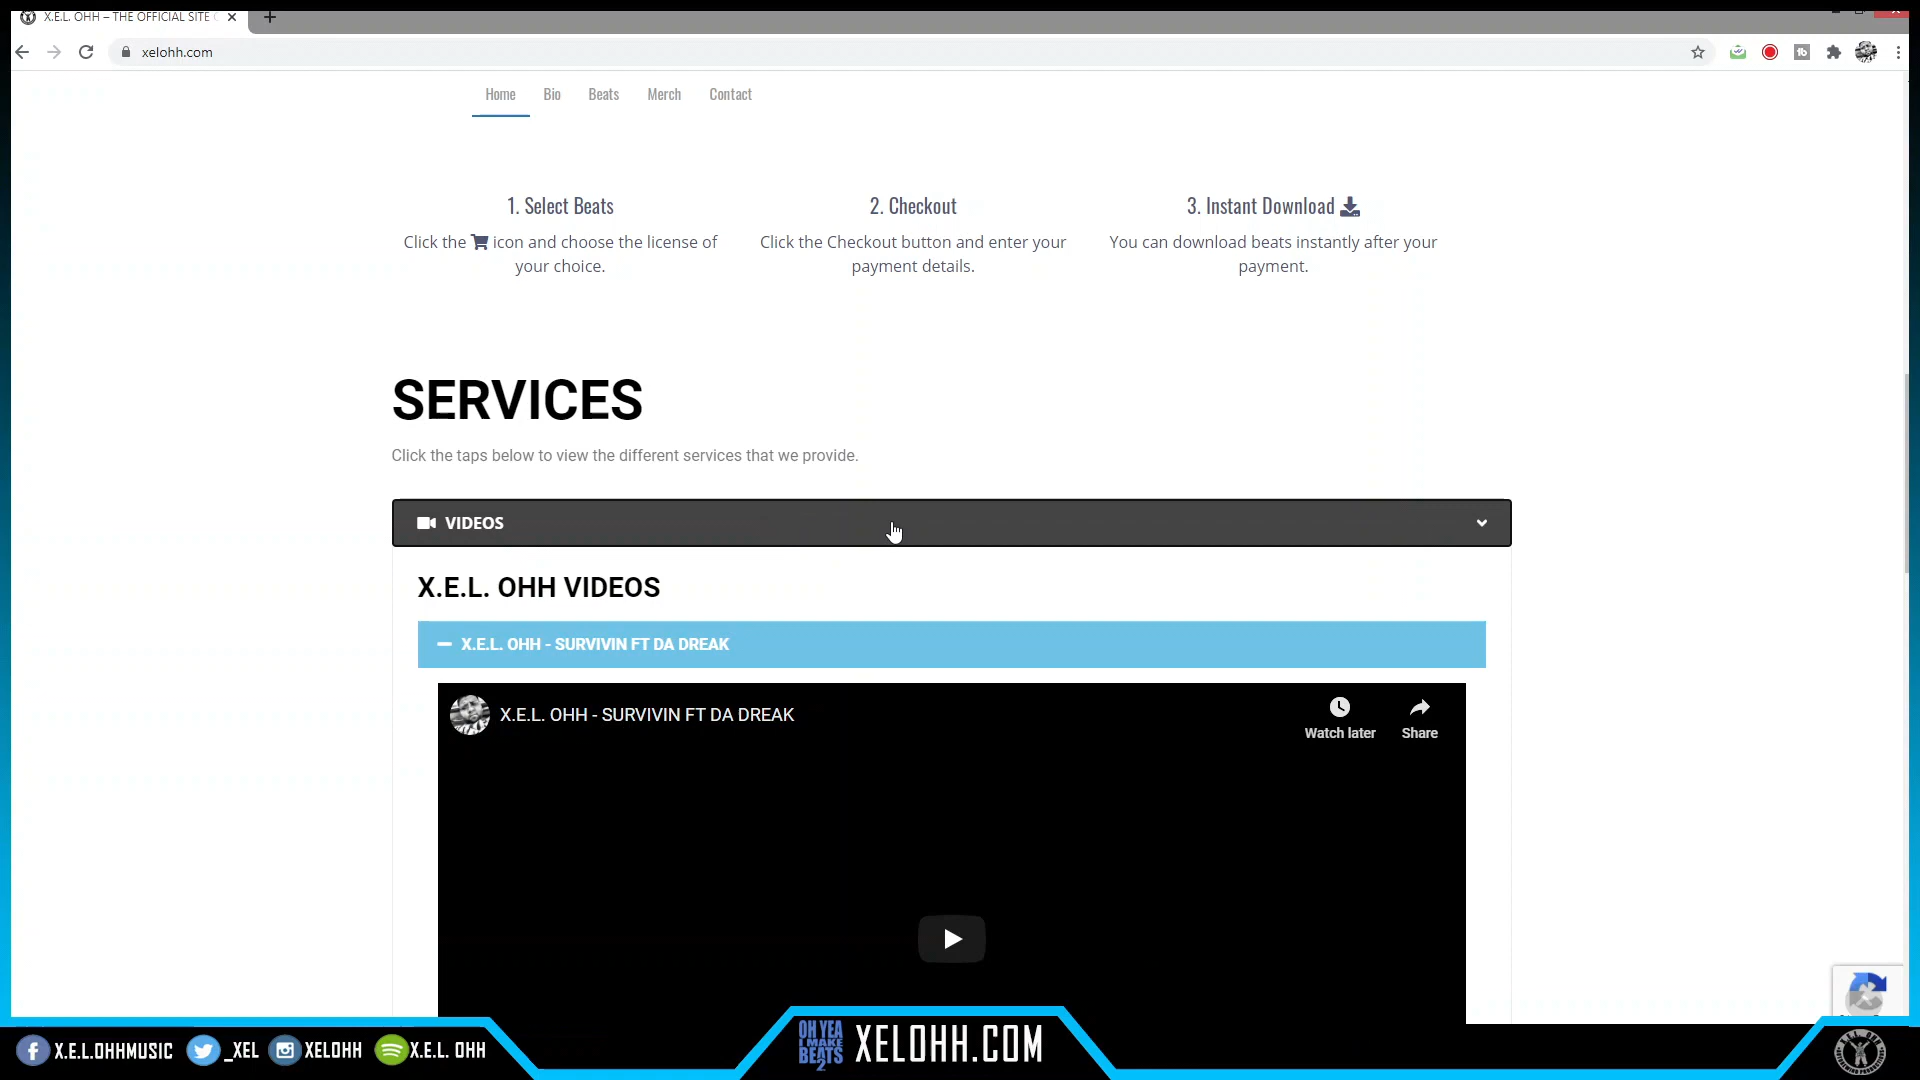 X.E.L. OHH – THE OFFICIAL SITE
xelohh.com
Home Bio Beats Merch Contact
1. Select Beats
Click the icon and choose the license of
your choice.
2. Checkout
Click the Checkout button and enter your
payment details.
3. Instant Download
You can download beats instantly after your
payment.
SERVICES
Click the taps below to view the different services that we provide.
VIDEOS
X.E.L. OHH VIDEOS
X.E.L. OHH - SURVIVIN FT DA DREAK
X.E.L. OHH - SURVIVIN FT DA DREAK
Watch later
Share
X.E.L.OHHMUSIC
_XEL
XELOHH
X.E.L. OHH
OH YEA
I MAKE
BEATS
2
XELOHH.COM